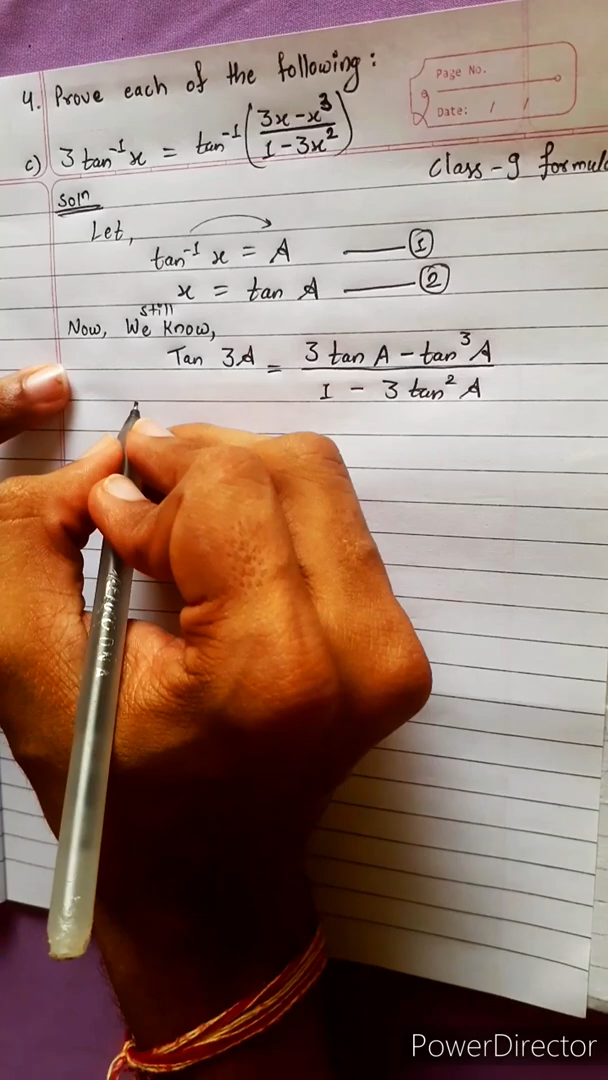 4. Prove each of the following:
Page No.
Date: / /
c) 3 tan⁻¹x = tan⁻¹(3x-x³/1-3x²)
Class-9 formula
Soln
Let,
tan⁻¹ x = A —— ①
x = tan A —— ②
still
Now, We Know,
Tan 3A = 3 tan A - tan³A / 1 - 3 tan² A
PowerDirector